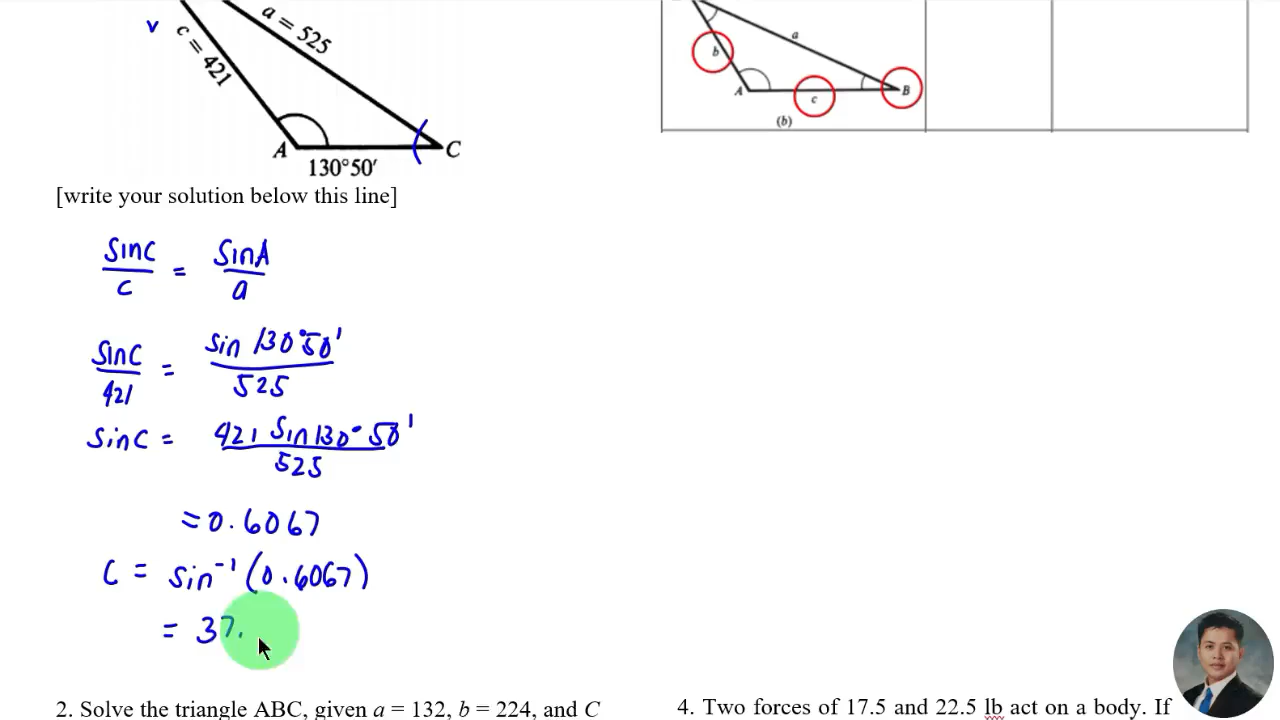 v
a = 525
c = 421
A
C
130°50′
[write your solution below this line]
sinC/c = sinA/a
sinC/421 = sin 130°50'/525
sinC = 421 sin130°50'/525
= 0.6067
C = sin⁻¹(0.6067)
= 37.
2. Solve the triangle ABC, given a = 132, b = 224, and C
a
b
A
c
B
(b)
4. Two forces of 17.5 and 22.5 lb act on a body. If